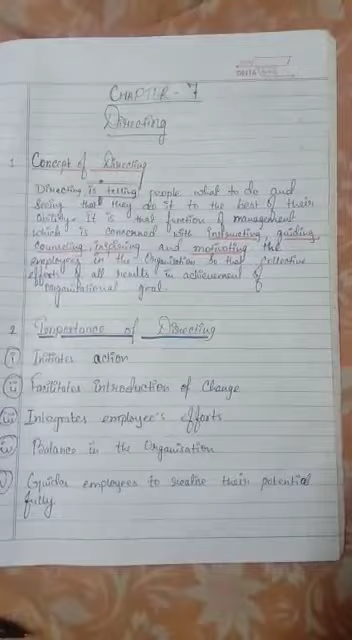 CHAPTER - 7
Directing
1 Concept of Directing
Directing is telling people what to do and
Seeing that they do it to the best of their
ability. It is that function of management
which is concerned with instructing, guiding,
Counciling, inspiring and motivating the
employees in the Organisation so that collective
efforts of all results in achievement of
organisational goal.
2 Importance of Directing
i Initiates action
ii Facilitates introduction of Change
iii Integrates employee's efforts
iv Balance in the Organisation
v Guides employees to realise their potential
fully